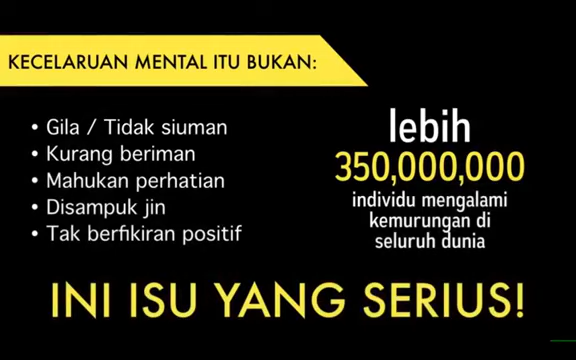 KECELARUAN MENTAL ITU BUKAN:
• Gila / Tidak siuman
• Kurang beriman
• Mahukan perhatian
• Disampuk jin
• Tak berfikiran positif
lebih
350,000,000
individu mengalami
kemurungan di
seluruh dunia
INI ISU YANG SERIUS!